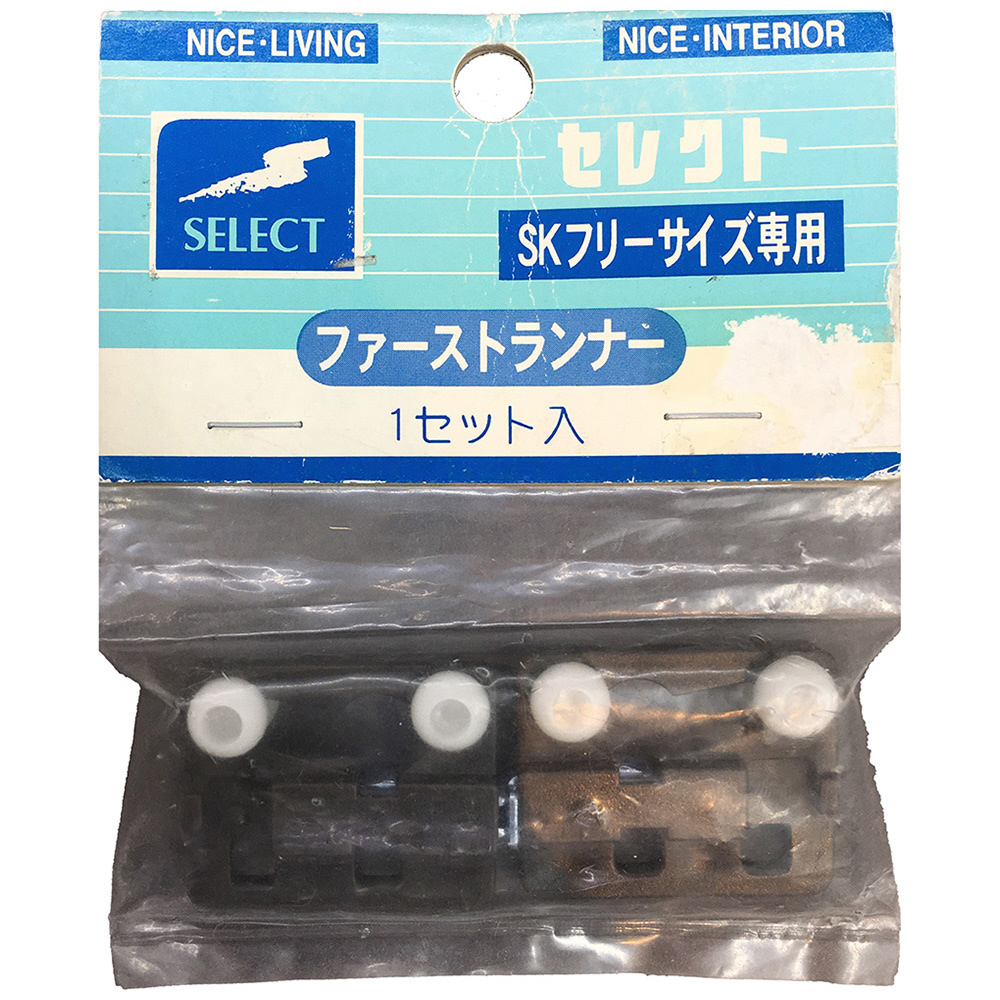 NICE・LIVING
NICE・INTERIOR
SELECT
セレクト
SKフリーサイズ専用
ファーストランナー
1セット入